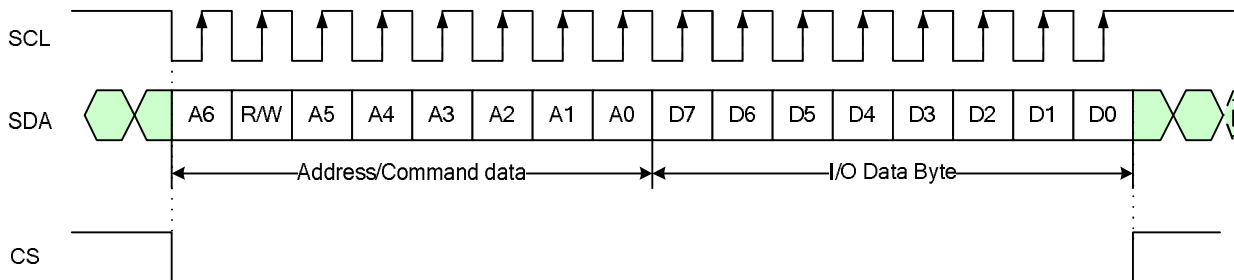 SCL
SDA A6 R/W A5 A4 A3 A2 A1 A0 D7 D6 D5 D4 D3 D2 D1 D0
Address/Command data I/O Data Byte
CS